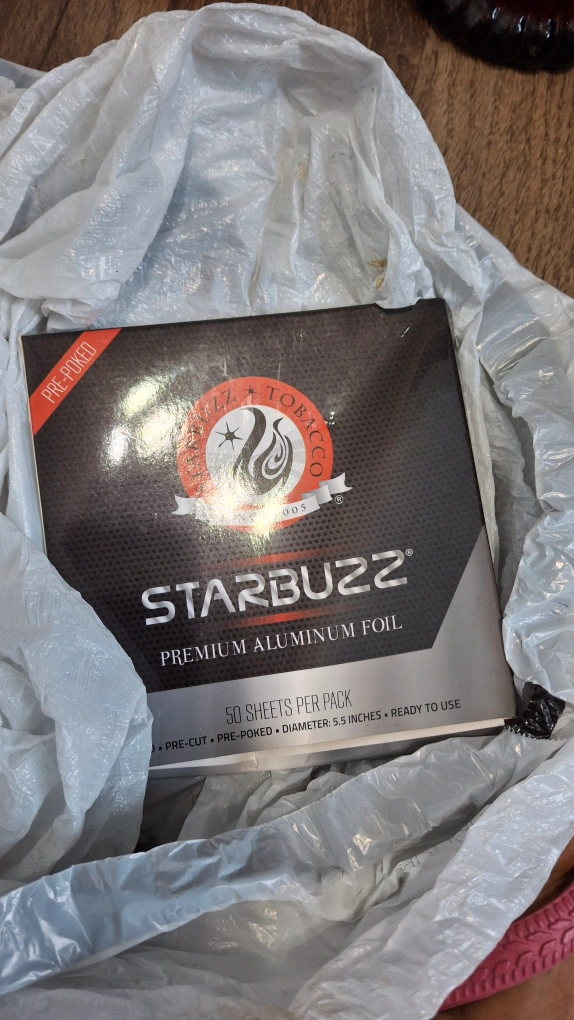 PRE-POKED
STARBUZZ ★ TOBACCO
2005
®
STARBUZZ®
PREMIUM ALUMINUM FOIL
50 SHEETS PER PACK
• PRE-CUT • PRE-POKED • DIAMETER: 5.5 INCHES • READY TO USE